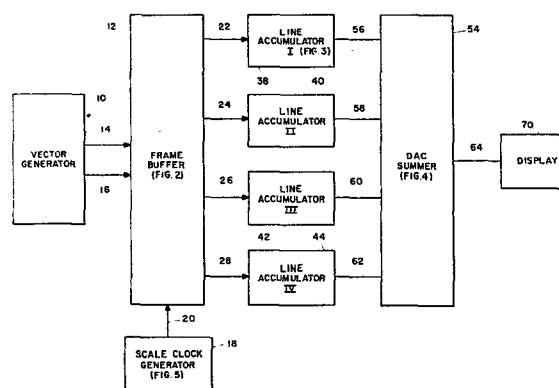 12
22
LINE
ACCUMULATOR
I (FIG. 3)
56
54
38
40
10
14
VECTOR
GENERATOR
16
24
LINE
ACCUMULATOR
II
58
FRAME
BUFFER
(FIG. 2)
DAC
SUMMER
(FIG. 4)
64
70
DISPLAY
26
LINE
ACCUMULATOR
III
60
42
44
28
LINE
ACCUMULATOR
IV
62
20
18
SCALE CLOCK
GENERATOR
(FIG. 5)